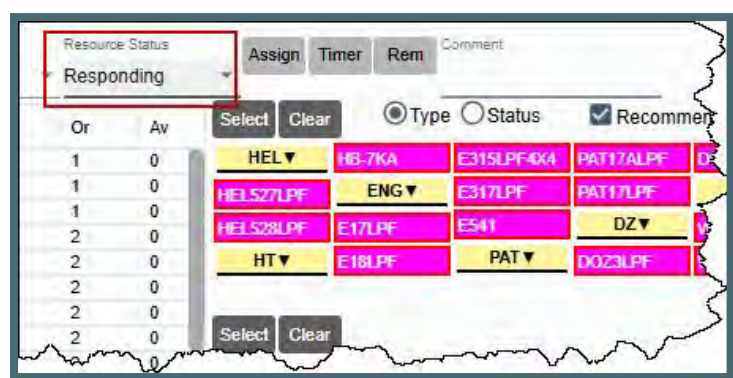 Resource Status
Responding
Assign Timer Rem
Comment
Or Av
Select Clear
Type Status Recommen
1 0
1 0
1 0
2 0
2 0
2 0
2 0
2 0
0
HEL▼ HB-7KA E315LPF4X4 PAT17ALPF D
HEL527LPF ENG▼ E317LPF PAT17LPF
HEL528LPF E17LPF E541 DZ▼
HT▼ E18LPF PAT▼ DOZ3LPF
Select Clear